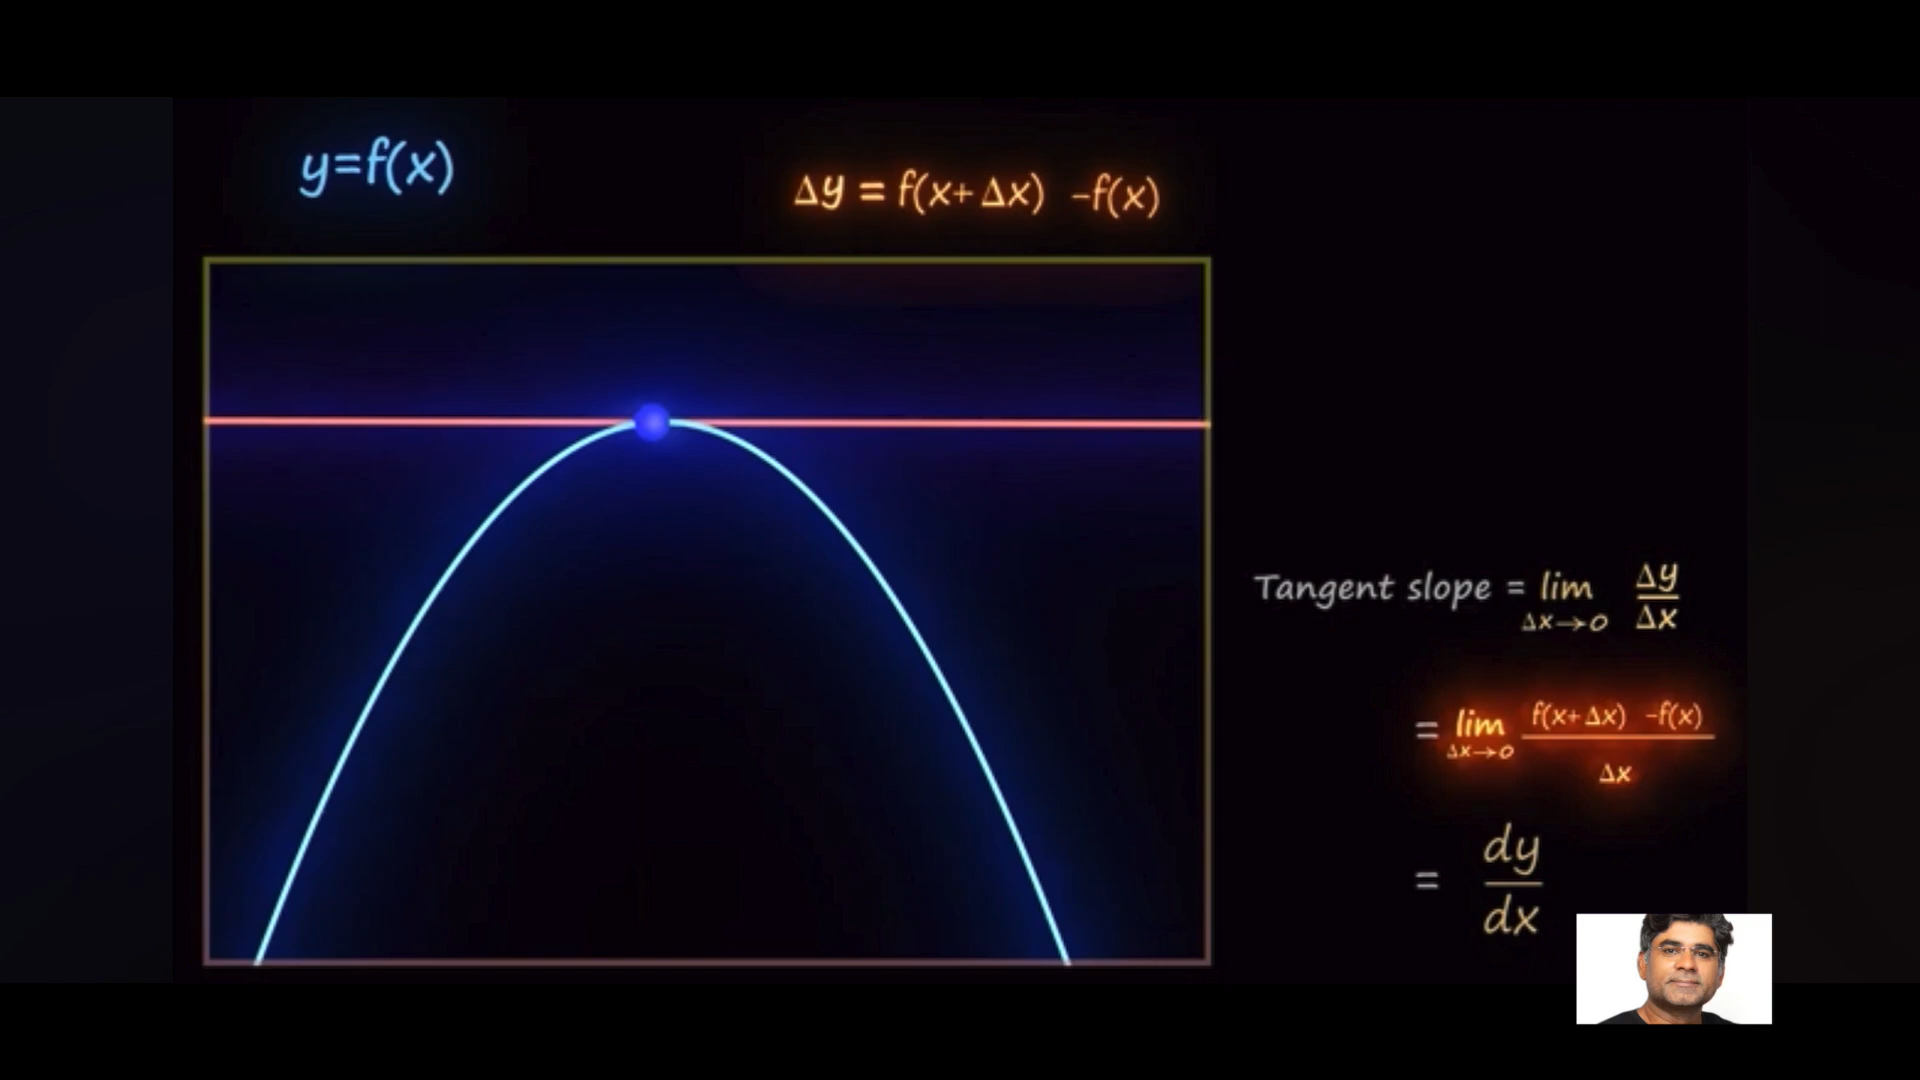 y=f(x)
Δy = f(x+Δx) -f(x)
Tangent slope = lim Δy
Δx→0 Δx
= lim f(x+Δx) -f(x)
Δx→0
Δx
= dy
dx